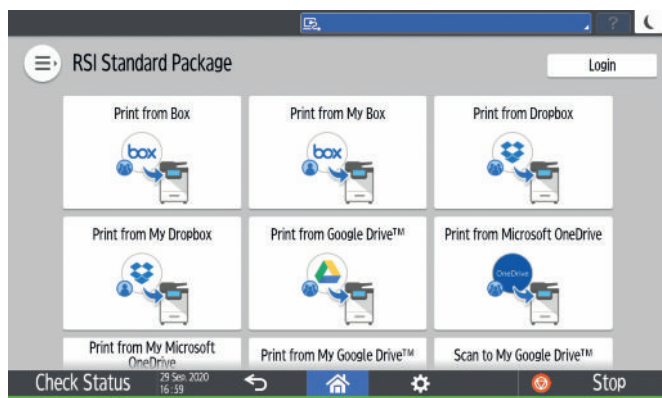 ?
RSI Standard Package
Login
Print from Box
Print from My Box
Print from Dropbox
box
box
Print from My Dropbox
Print from Google Drive™
Print from Microsoft OneDrive
OneDrive
Print from My Microsoft
OneDrive
Print from My Google Drive™
Scan to My Google Drive™
Check Status
29 Sep. 2020
16:59
Stop